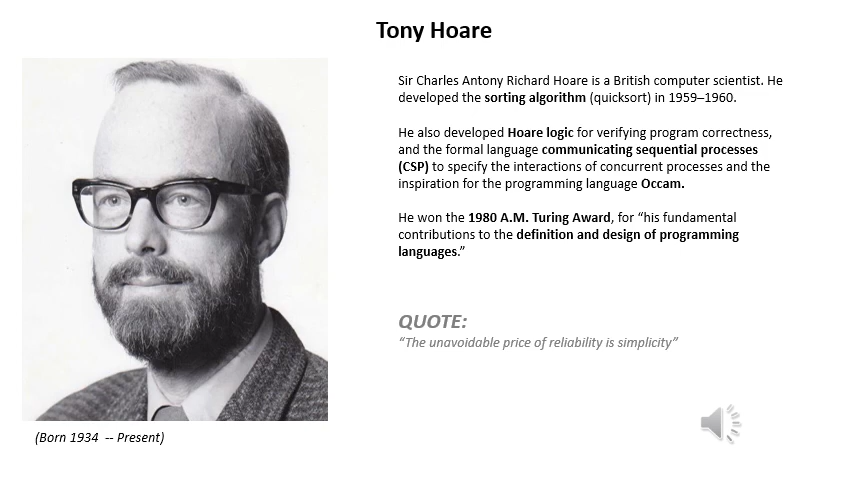 Tony Hoare
Sir Charles Antony Richard Hoare is a British computer scientist. He
developed the sorting algorithm (quicksort) in 1959–1960.
He also developed Hoare logic for verifying program correctness,
and the formal language communicating sequential processes
(CSP) to specify the interactions of concurrent processes and the
inspiration for the programming language Occam.
He won the 1980 A.M. Turing Award, for “his fundamental
contributions to the definition and design of programming
languages.”
QUOTE:
“The unavoidable price of reliability is simplicity”
(Born 1934  -- Present)